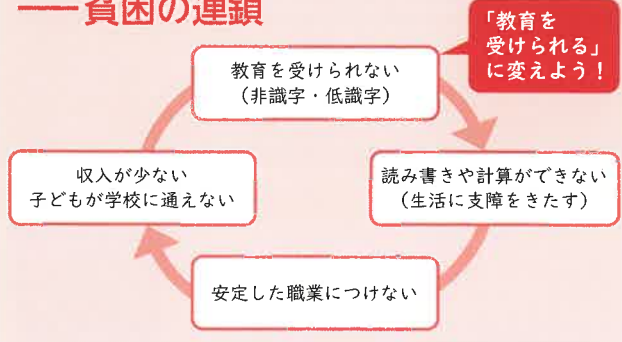 ──貧困の連鎖
「教育を
受けられる」
に変えよう！
教育を受けられない
（非識字・低識字）
読み書きや計算ができない
（生活に支障をきたす）
安定した職業につけない
収入が少ない
子どもが学校に通えない